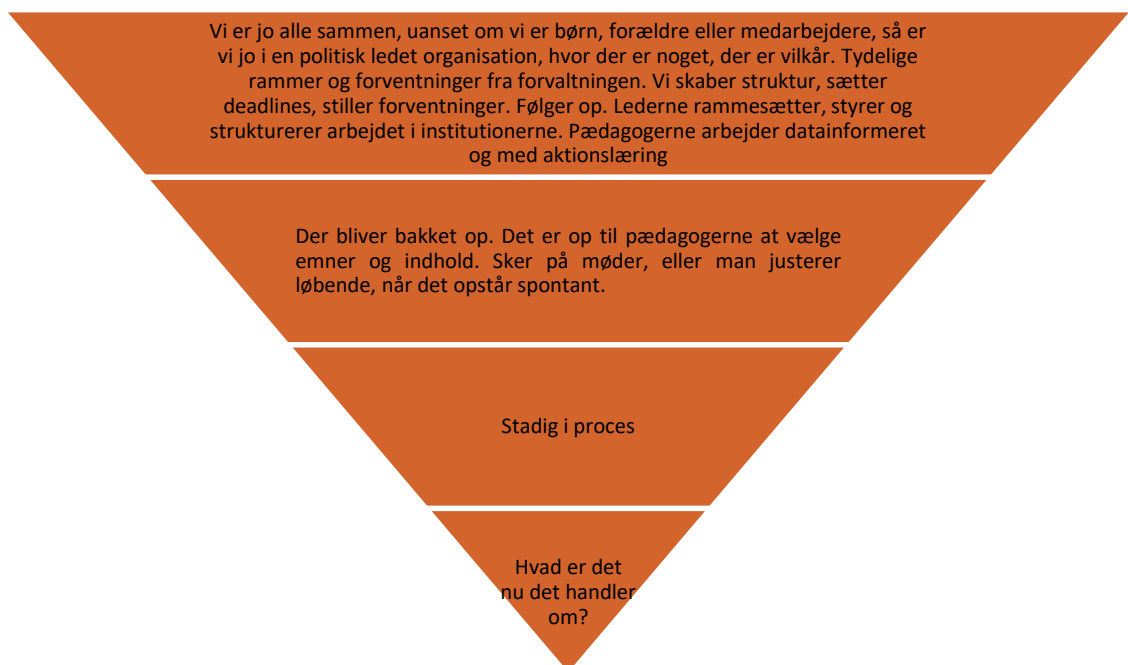 Vi er jo alle sammen, uanset om vi er børn, forældre eller medarbejdere, så er
vi jo i en politisk ledet organisation, hvor der er noget, der er vilkår. Tydelige
rammer og forventninger fra forvaltningen. Vi skaber struktur, sætter
deadlines, stiller forventninger. Følger op. Lederne rammesætter, styrer og
strukturerer arbejdet i institutionerne. Pædagogerne arbejder datainformeret
og med aktionslæring
Der bliver bakket op. Det er op til pædagogerne at vælge
emner og indhold. Sker på møder, eller man justerer
løbende, når det opstår spontant.
Stadig i proces
Hvad er det
nu det handler
om?